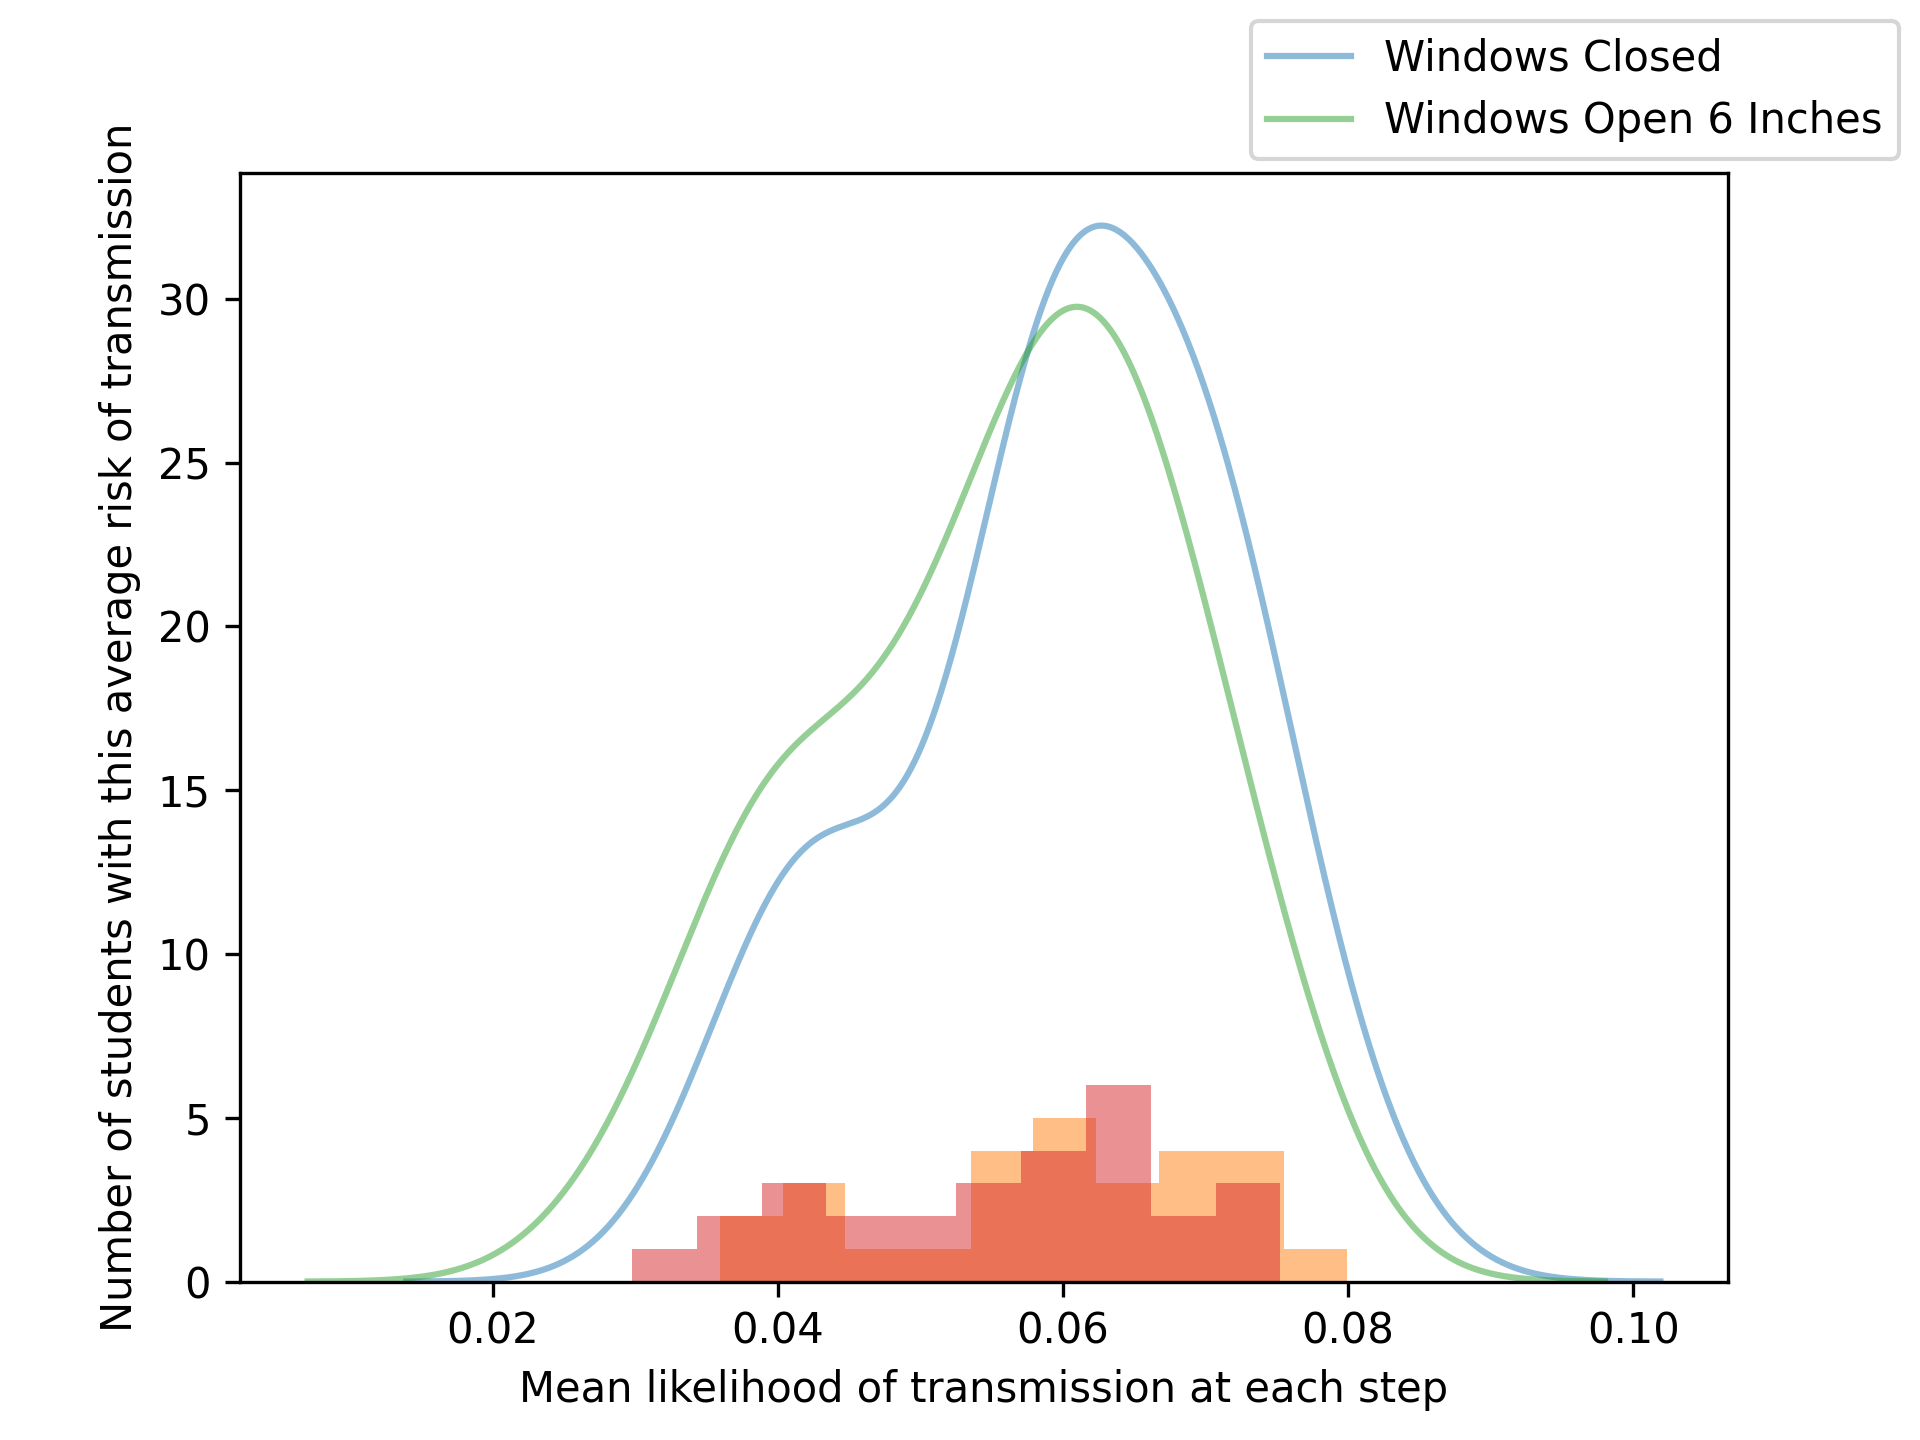 Windows Closed
Windows Open 6 Inches
Number of students with this average risk of transmission
30
25
20
15
10
5
0
0.02 0.04 0.06 0.08 0.10
Mean likelihood of transmission at each step